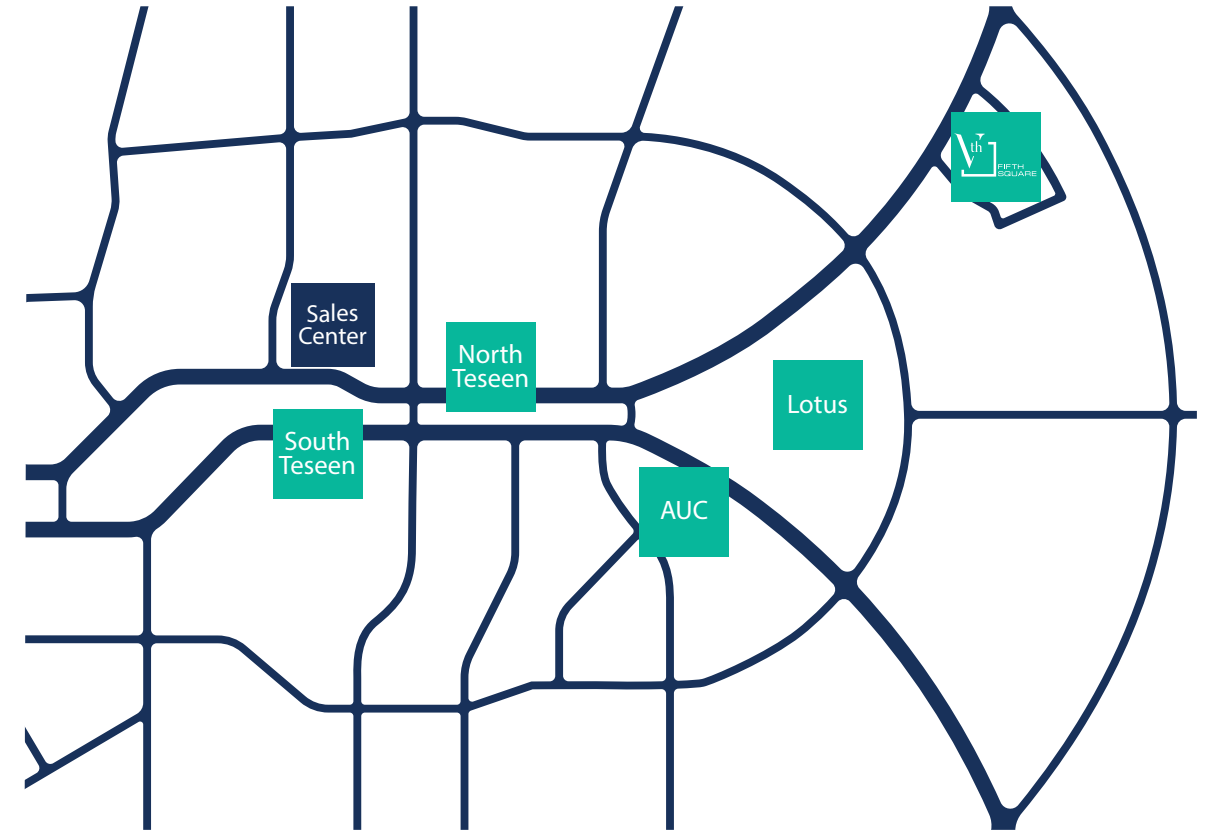 Vth
FIFTH
SQUARE
Sales
Center
North
Teseen
Lotus
South
Teseen
AUC